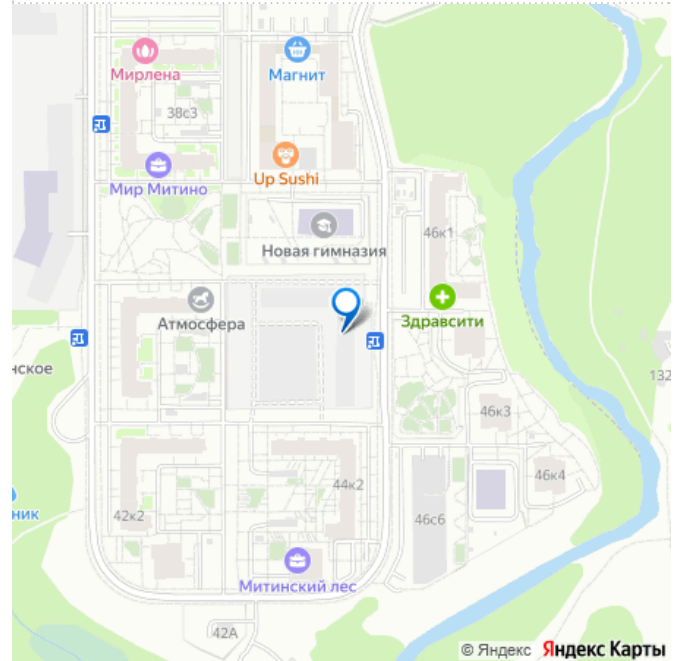 Мирлена
Магнит
38с3
Мир Митино
Up Sushi
46к1
Новая гимназия
Атмосфера
Здравсити
нское
132
46к3
44к2
46к4
42к2
ник
46с6
Митинский лес
42А
© Яндекс Яндекс Карты